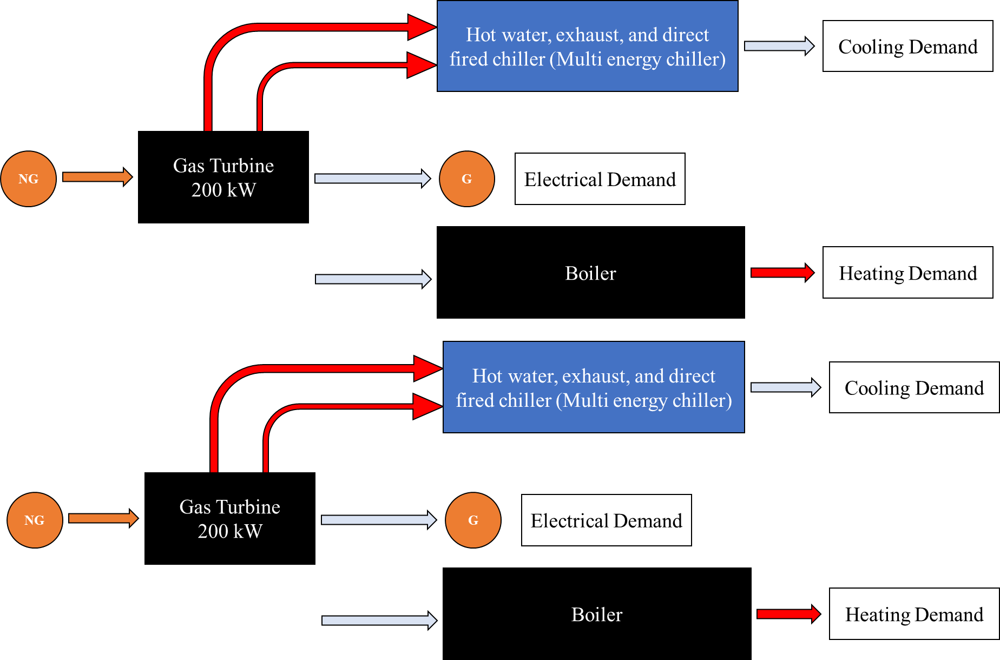 Hot water, exhaust, and direct
fired chiller (Multi energy chiller)
Cooling Demand
NG
Gas Turbine
200 kW
G
Electrical Demand
Boiler
Heating Demand
Hot water, exhaust, and direct
fired chiller (Multi energy chiller)
Cooling Demand
NG
Gas Turbine
200 kW
G
Electrical Demand
Boiler
Heating Demand